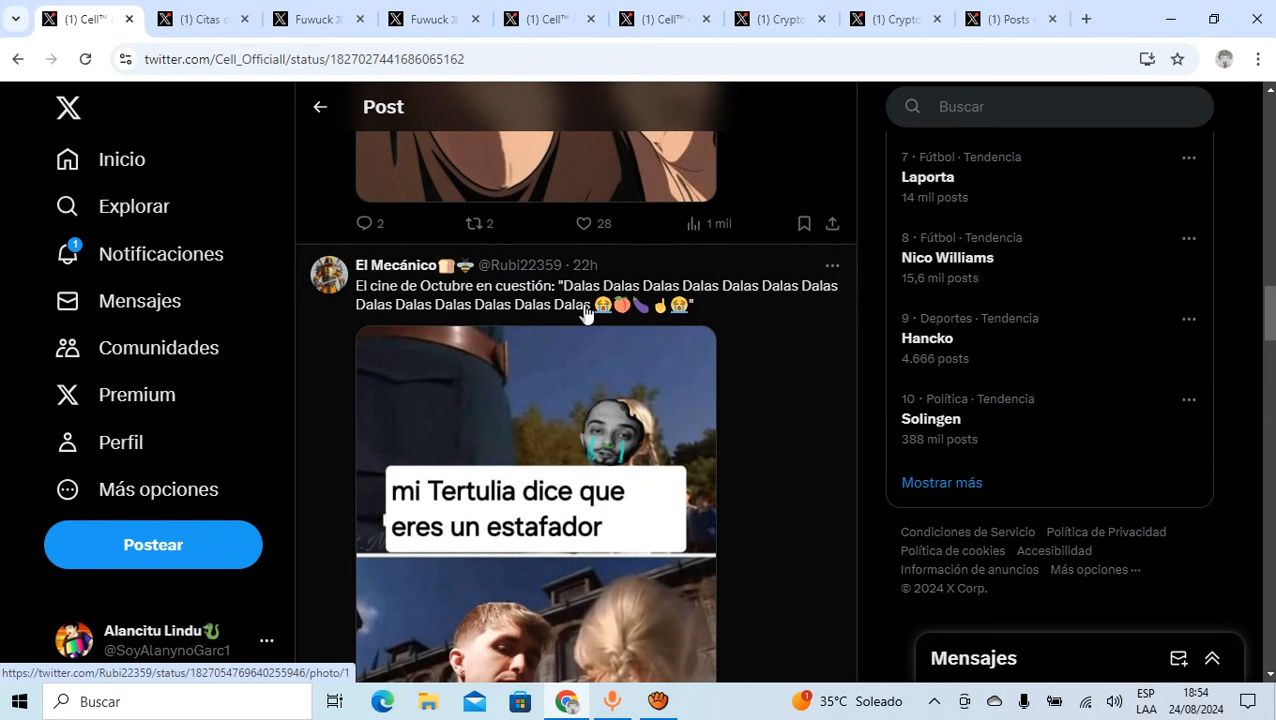 (1) Cell
(1) Citas d
Fuwuck X
Fuwuck X
(1) Cell
(1) Cell
(1) Crypto
(1) Crypto
(1) Posts
twitter.com/Cell_Officiall/status/1827027441686065162
Inicio
Explorar
1
Notificaciones
Mensajes
Comunidades
Premium
Perfil
Más opciones
Postear
Alancitu Lindu🐉
@SoyAlanynoGarc1
Post
2
2
28
1 mil
El Mecánico🍞🐝 @Rubi22359 · 22h
El cine de Octubre en cuestión: "Dalas Dalas Dalas Dalas Dalas Dalas Dalas
Dalas Dalas Dalas Dalas Dalas Dalas 😭🍑🍆☝️😭"
mi Tertulia dice que
eres un estafador
Buscar
7 · Fútbol · Tendencia
Laporta
14 mil posts
8 · Fútbol · Tendencia
Nico Williams
15,6 mil posts
9 · Deportes · Tendencia
Hancko
4.666 posts
10 · Política · Tendencia
Solingen
388 mil posts
Mostrar más
Condiciones de Servicio Política de Privacidad
Política de cookies Accesibilidad
Información de anuncios Más opciones ···
© 2024 X Corp.
Mensajes
https://twitter.com/Rubi22359/status/1827054769640255946/photo/1
Buscar
1
35°C Soleado
ESP
LAA
18:54
24/08/2024